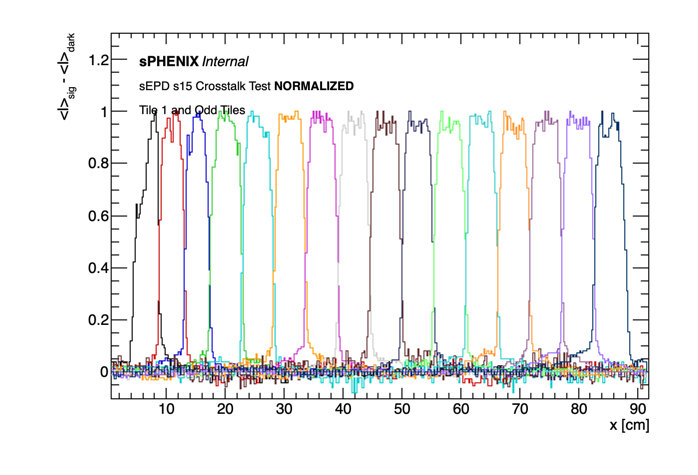 <I>sig - <I>dark
sPHENIX Internal
sEPD s15 Crosstalk Test NORMALIZED
Tile 1 and Odd Tiles
1.2
1
0.8
0.6
0.4
0.2
0
10 20 30 40 50 60 70 80 90
x [cm]